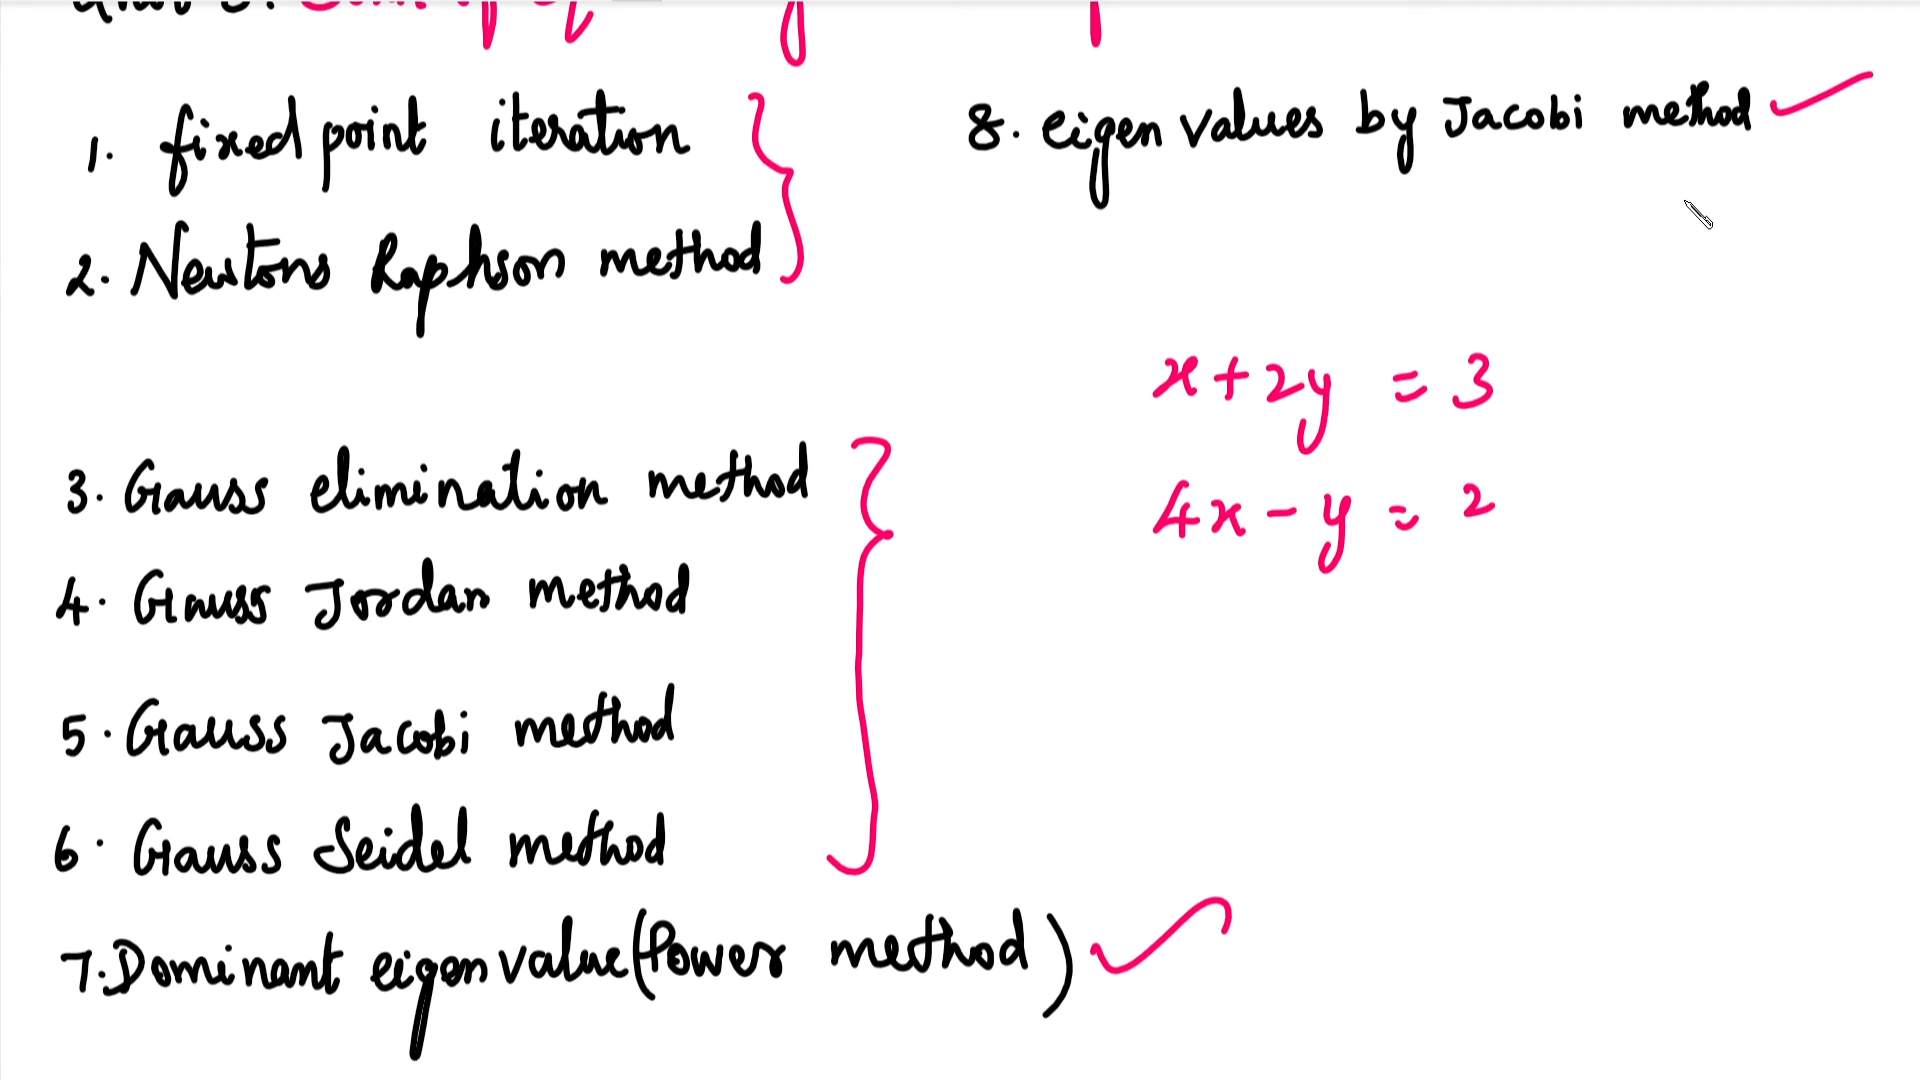 1. fixed point iteration
2. Newtons Raphson method
3. Gauss elimination method
4. Gauss Jordan method
5. Gauss Jacobi method
6. Gauss Seidel method
7. Dominant eigen value (Power method)
8. eigen values by Jacobi method
x + 2y = 3
4x - y = 2